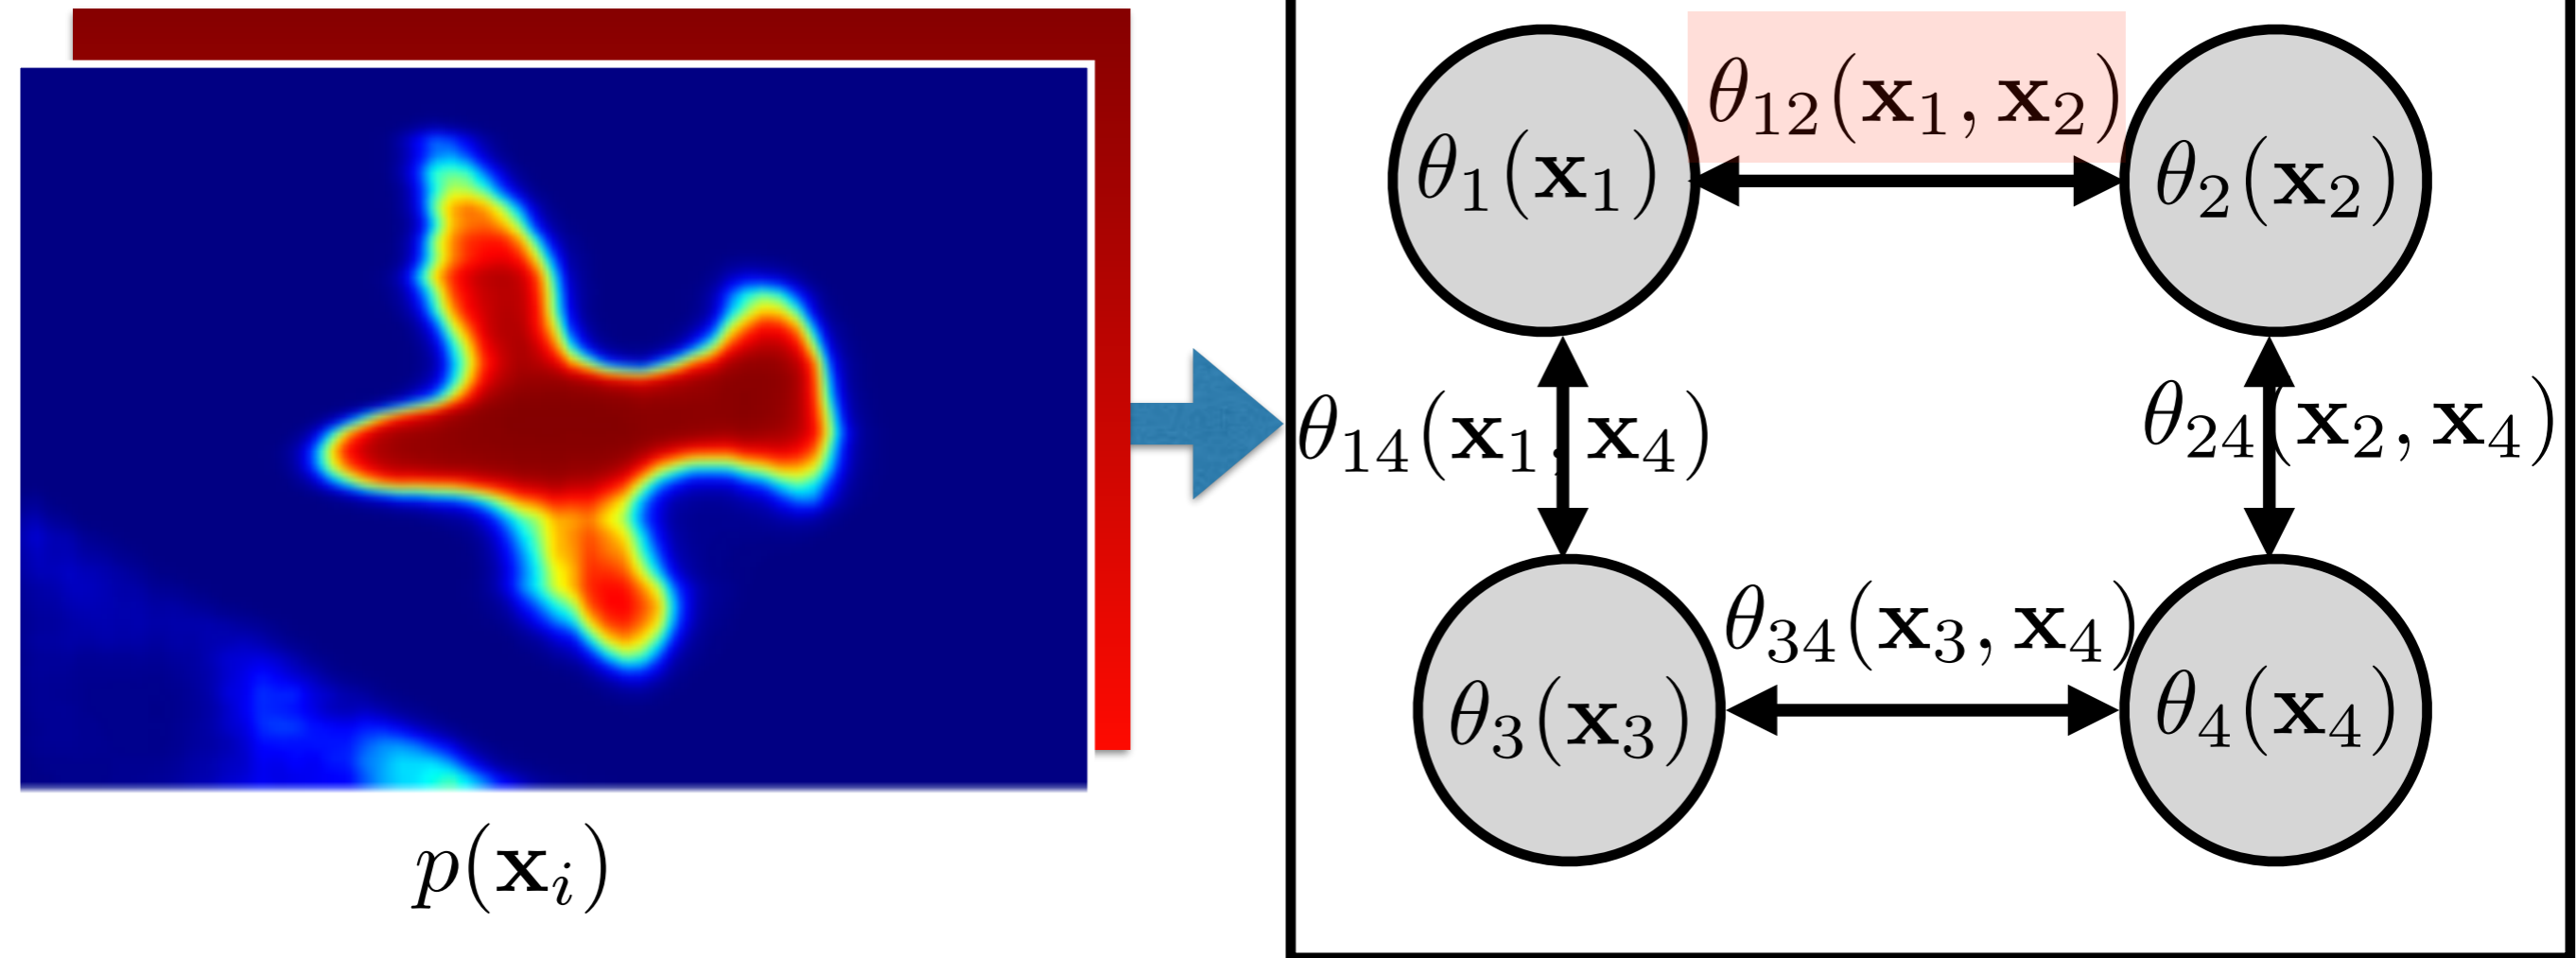 θ₁₂(x₁, x₂)
θ₁(x₁)
θ₂(x₂)
θ₁₄(x₁, x₄)
θ₂₄(x₂, x₄)
θ₃₄(x₃, x₄)
θ₃(x₃)
θ₄(x₄)
p(xᵢ)